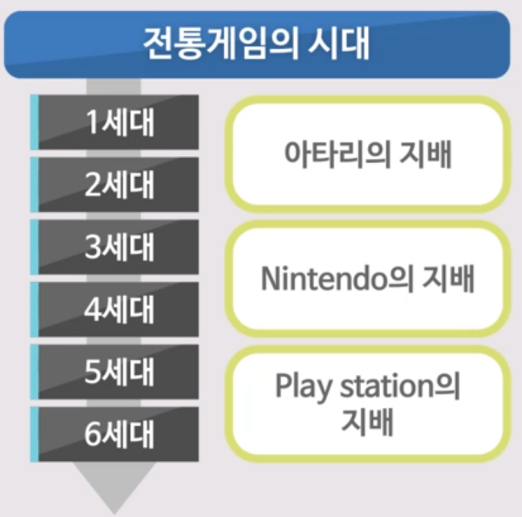 전통게임의 시대
1세대
2세대
아타리의 지배
3세대
4세대
Nintendo의 지배
5세대
6세대
Play station의
지배